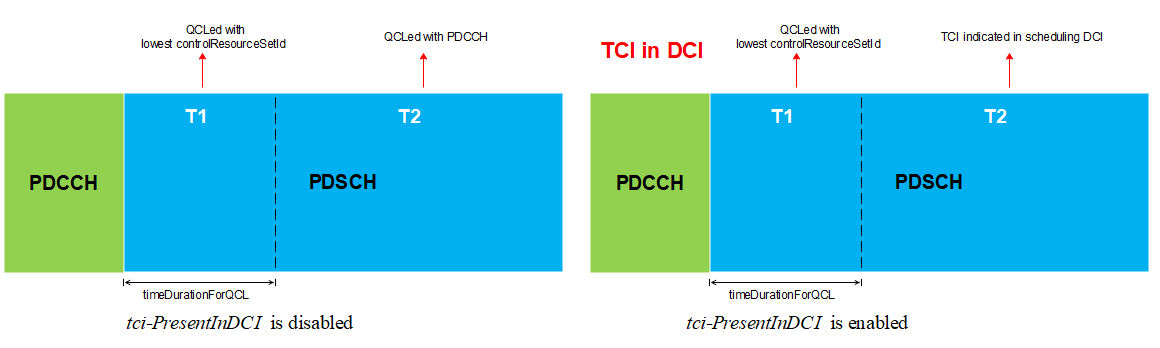 QCLed with
lowest controlResourceSetId
QCLed with PDCCH
T1
T2
PDCCH
PDSCH
timeDurationForQCL
tci-PresentInDCI is disabled
TCI in DCI
QCLed with
lowest controlResourceSetId
TCI indicated in scheduling DCI
T1
T2
PDCCH
PDSCH
timeDurationForQCL
tci-PresentInDCI is enabled